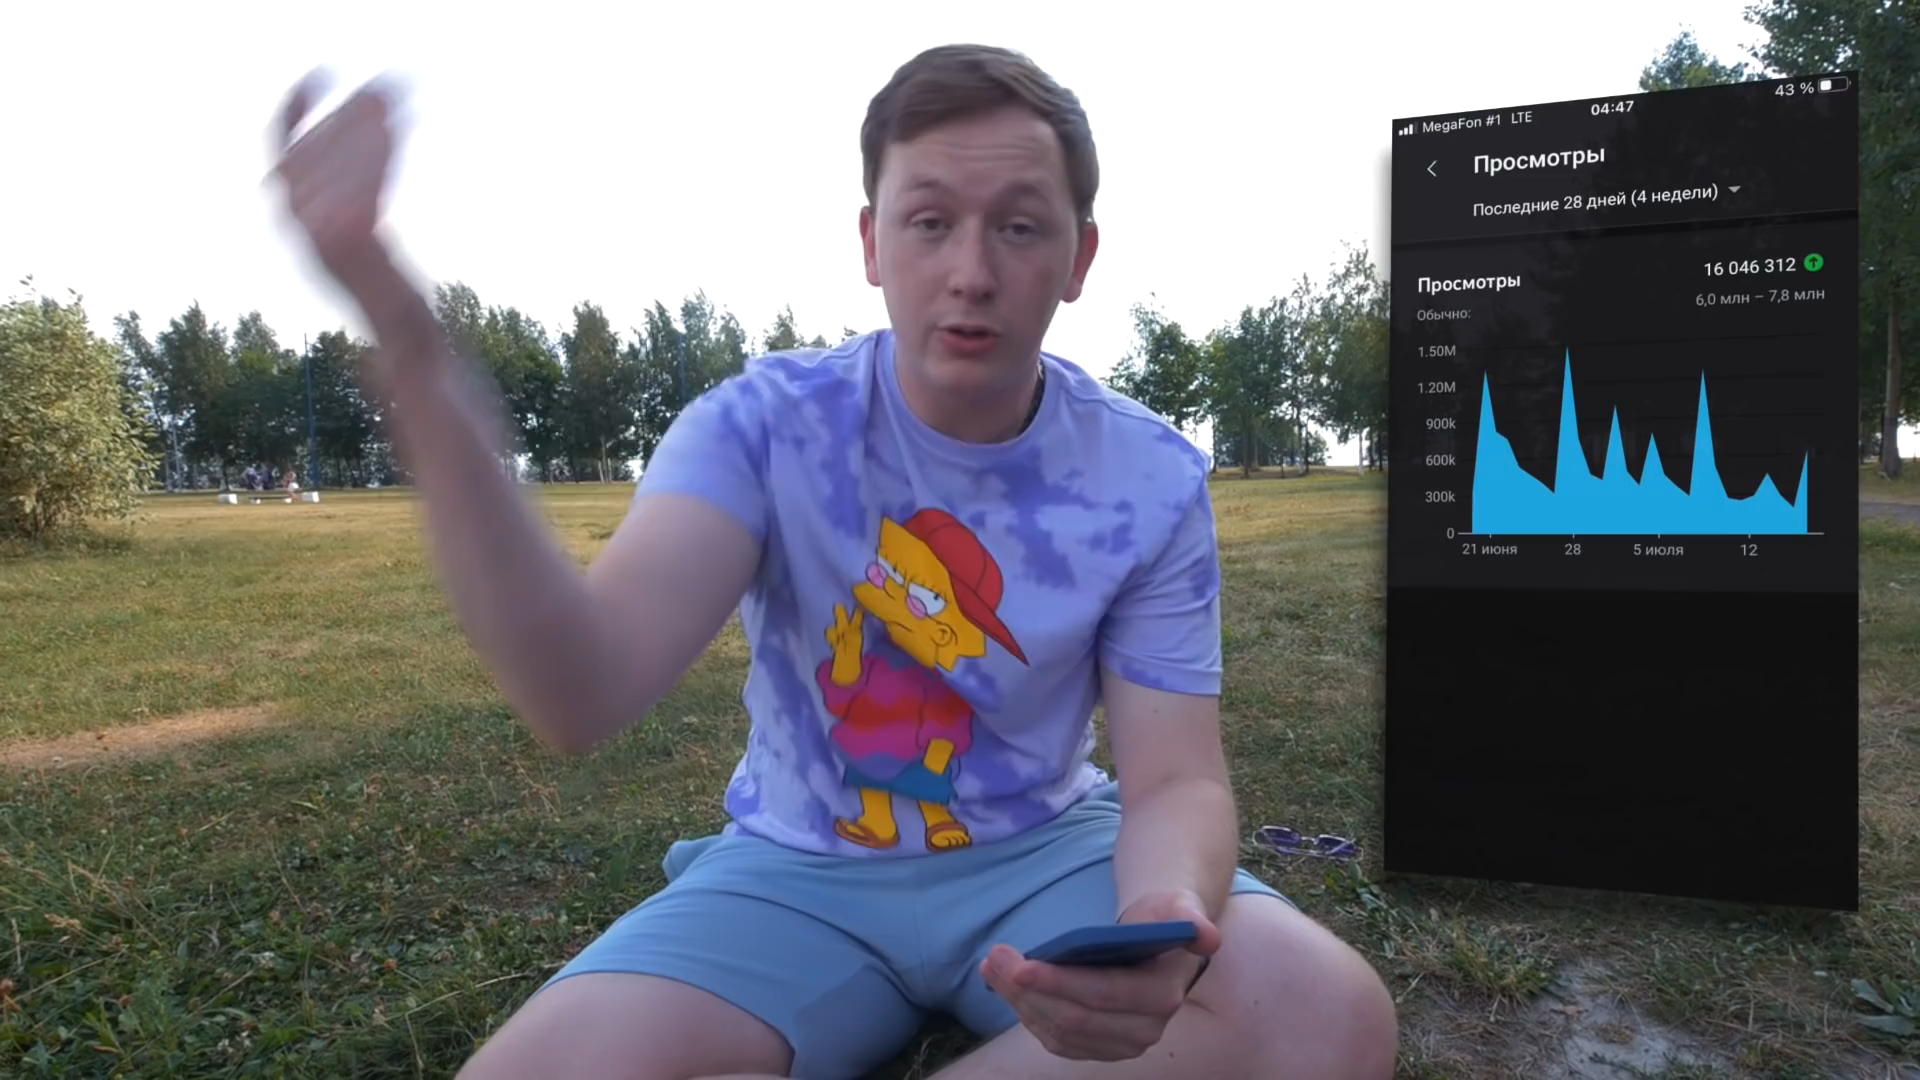 MegaFon #1 LTE
04:47
43 %
Просмотры
Последние 28 дней (4 недели)
Просмотры
16 046 312
Обычно:
6,0 млн – 7,8 млн
1.50M
1.20M
900k
600k
300k
0
21 июня
28
5 июля
12